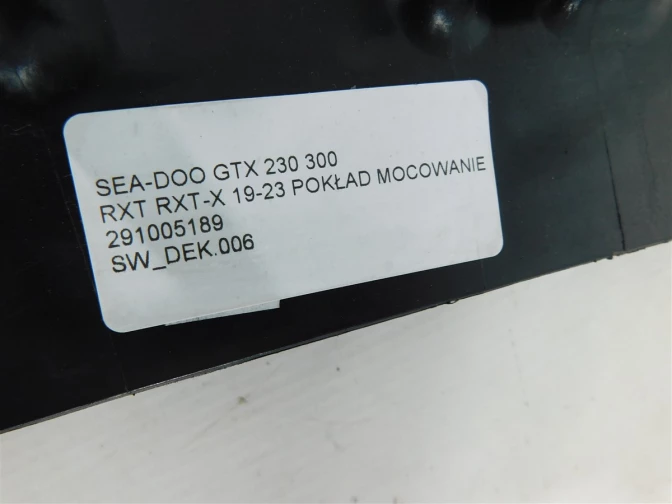 SEA-DOO GTX 230 300
RXT RXT-X 19-23 POKŁAD MOCOWANIE
291005189
SW_DEK.006